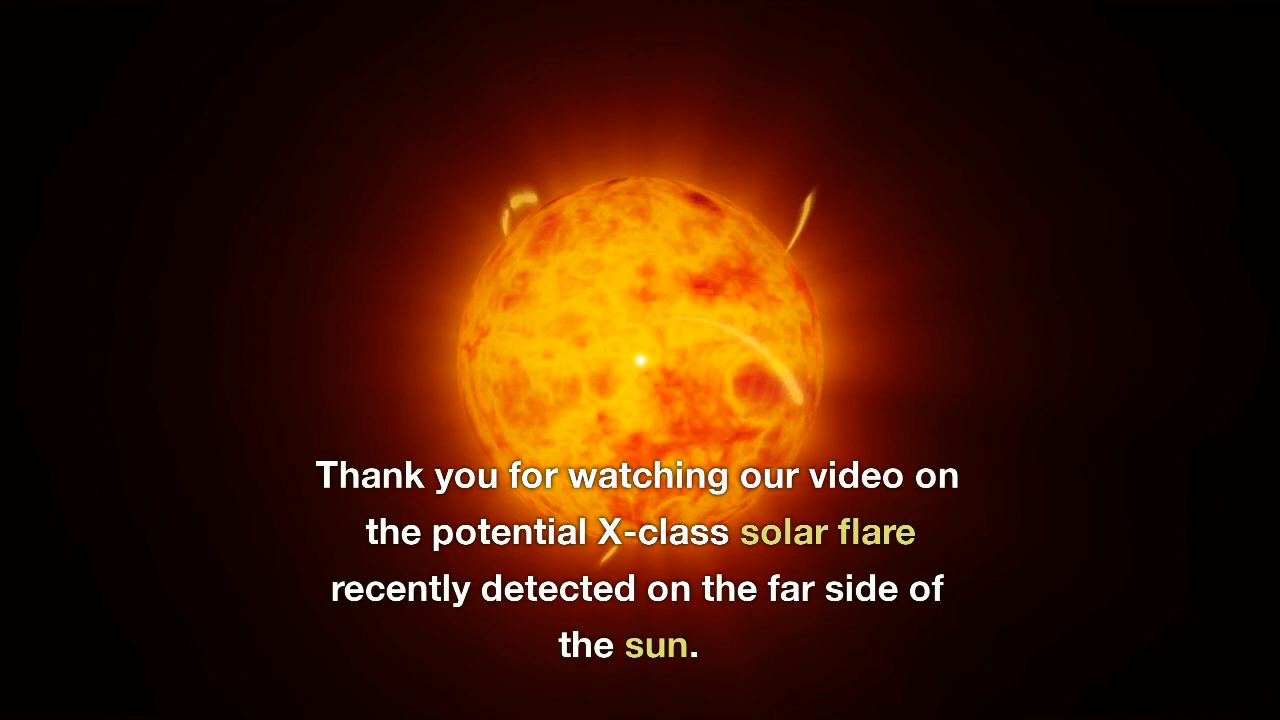 Thank you for watching our video on
the potential X-class solar flare
recently detected on the far side of
the sun.